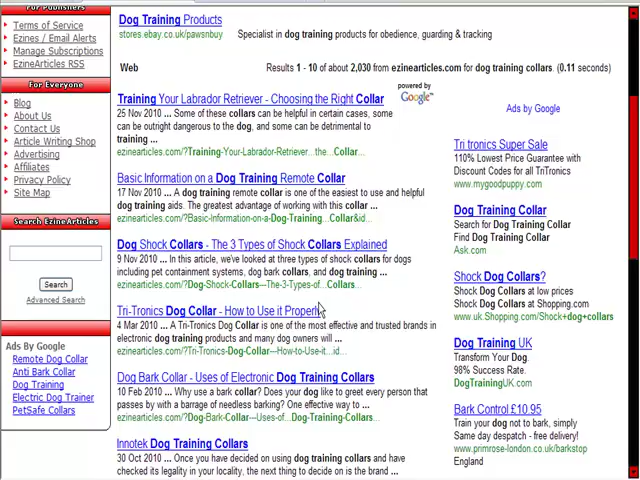 For Publishers
Terms of Service
Ezines / Email Alerts
Manage Subscriptions
EzineArticles RSS
For Everyone
Blog
About Us
Contact Us
Article Writing Shop
Advertising
Affiliates
Privacy Policy
Site Map
Search EzineArticles
Search
Advanced Search
Ads By Google
Remote Dog Collar
Anti Bark Collar
Dog Training
Electric Dog Trainer
PetSafe Collars
Dog Training Products
stores.ebay.co.uk/pawsnbuy Specialist in dog training products for obedience, guarding & tracking
Web Results 1 - 10 of about 2,030 from ezinearticles.com for dog training collars. (0.11 seconds)
powered by
Google™
Training Your Labrador Retriever - Choosing the Right Collar
25 Nov 2010 ... Some of these collars can be helpful in certain cases, some
can be outright dangerous to the dog, and some can be detrimental to
training ...
ezinearticles.com/?Training-Your-Labrador-Retriever...the...Collar...
Basic Information on a Dog Training Remote Collar
17 Nov 2010 ... A dog training remote collar is one of the easiest to use and helpful
dog training aids. The greatest advantage of working with this collar ...
ezinearticles.com/?Basic-Information-on-a-Dog-Training...Collar&id...
Dog Shock Collars - The 3 Types of Shock Collars Explained
9 Nov 2010 ... In this article, we've looked at three types of shock collars for dogs
including pet containment systems, dog bark collars, and dog training ...
ezinearticles.com/?Dog-Shock-Collars---The-3-Types-of...Collars...
Tri-Tronics Dog Collar - How to Use it Properly
4 Mar 2010 ... A Tri-Tronics Dog Collar is one of the most effective and trusted brands in
electronic dog training products and many dog owners will ...
ezinearticles.com/?Tri-Tronics-Dog-Collar---How-to-Use-it...id...
Dog Bark Collar - Uses of Electronic Dog Training Collars
10 Feb 2010 ... Why use a bark collar? Does your dog like to greet every person that
passes by with a barrage of needless barking? One effective way to ...
ezinearticles.com/?Dog-Bark-Collar---Uses-of...Dog-Training-Collars...
Innotek Dog Training Collars
30 Oct 2010 ... Once you have decided on using dog training collars and have
checked its legality in your locality, the next thing to decide on is the brand ...
Ads by Google
Tri tronics Super Sale
110% Lowest Price Guarantee with
Discount Codes for all TriTronics
www.mygoodpuppy.com
Dog Training Collar
Search for Dog Training Collar
Find Dog Training Collar
Ask.com
Shock Dog Collars?
Shock Dog Collars at low prices
Shock Dog Collars at Shopping.com
www.uk.Shopping.com/Shock+dog+collars
Dog Training UK
Transform Your Dog.
98% Success Rate.
DogTrainingUK.com
Bark Control £10.95
Train your dog not to bark, simply
Same day despatch - free delivery!
www.primrose-london.co.uk/barkstop
England